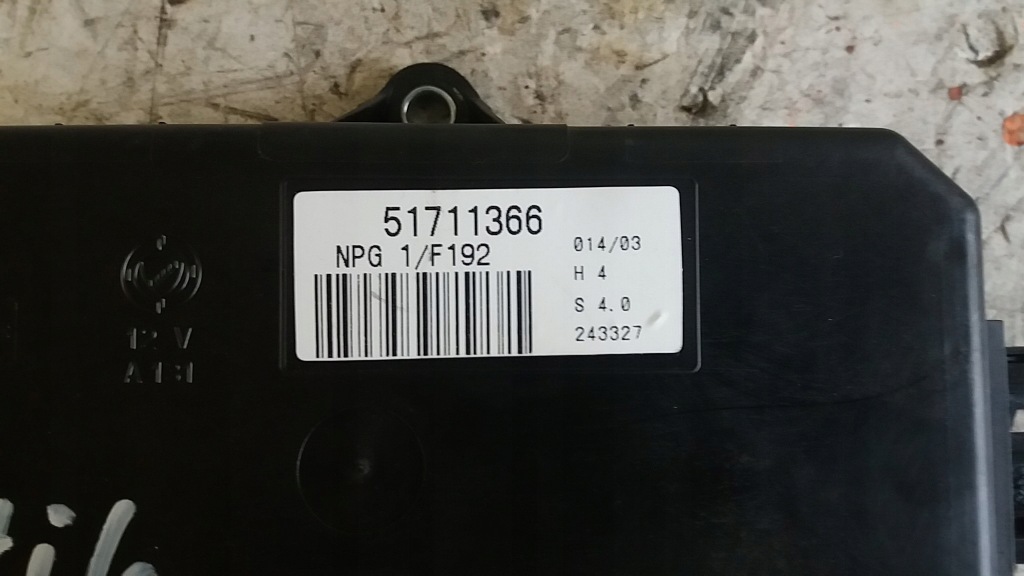 51711366
NPG 1/F192
014/03
H 4
S 4.0
243327
12 V